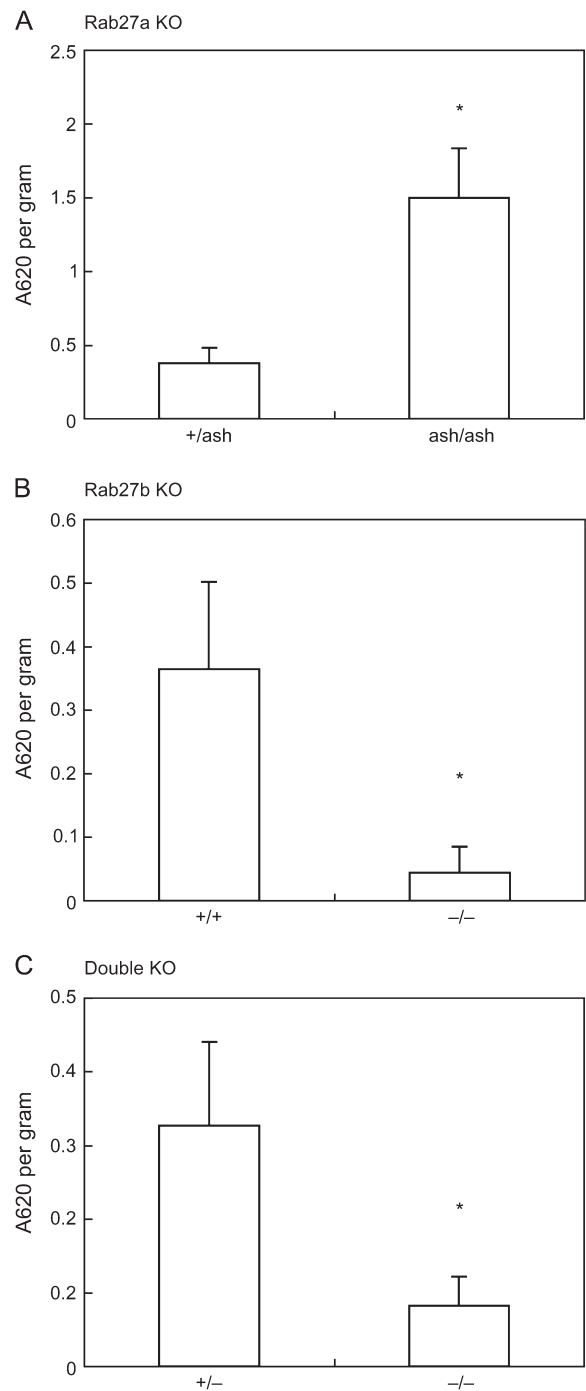 A
Rab27a KO
2.5
2
1.5
1
0.5
0
A620 per gram
*
+/ash
ash/ash
B
Rab27b KO
0.6
0.5
0.4
0.3
0.2
0.1
0
A620 per gram
*
+/+
–/–
C
Double KO
0.5
0.4
0.3
0.2
0.2
0
A620 per gram
*
+/–
–/–